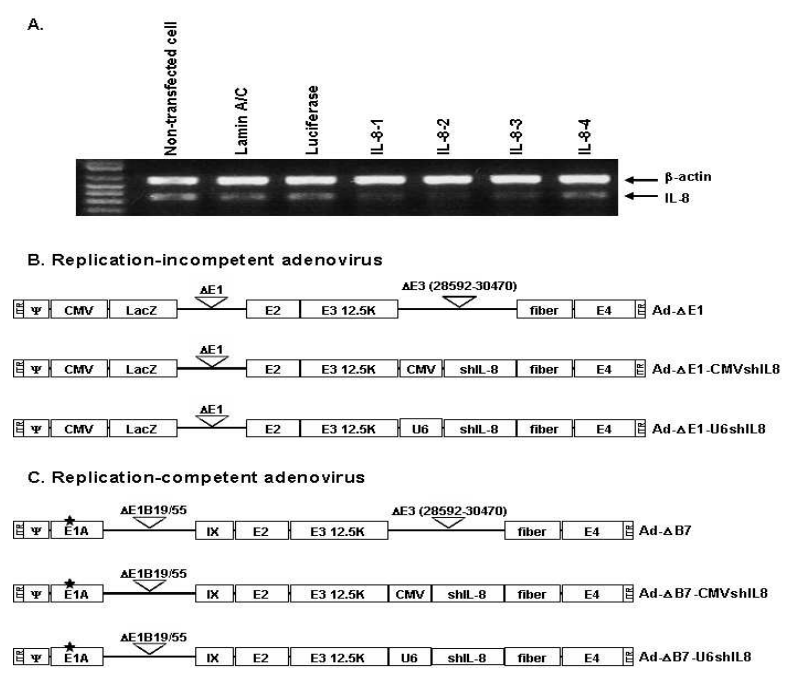 A.
Non-transfected cell
Lamin A/C
Luciferase
IL-8-1
IL-8-2
IL-8-3
IL-8-4
β-actin
IL-8
B. Replication-incompetent adenovirus
ΔE1 ΔE3 (28592-30470)
ITR Ψ CMV LacZ E2 E3 12.5K fiber E4 ITR Ad-ΔE1
ΔE1
ITR Ψ CMV LacZ E2 E3 12.5K CMV shIL-8 fiber E4 ITR Ad-ΔE1-CMVshIL8
ΔE1
ITR Ψ CMV LacZ E2 E3 12.5K U6 shIL-8 fiber E4 ITR Ad-ΔE1-U6shIL8
C. Replication-competent adenovirus
ΔE1B19/55 ΔE3 (28592-30470)
ITR Ψ E1A IX E2 E3 12.5K fiber E4 ITR Ad-ΔB7
ΔE1B19/55
ITR Ψ E1A IX E2 E3 12.5K CMV shIL-8 fiber E4 ITR Ad-ΔB7-CMVshIL8
ΔE1B19/55
ITR Ψ E1A IX E2 E3 12.5K U6 shIL-8 fiber E4 ITR Ad-ΔB7-U6shIL8